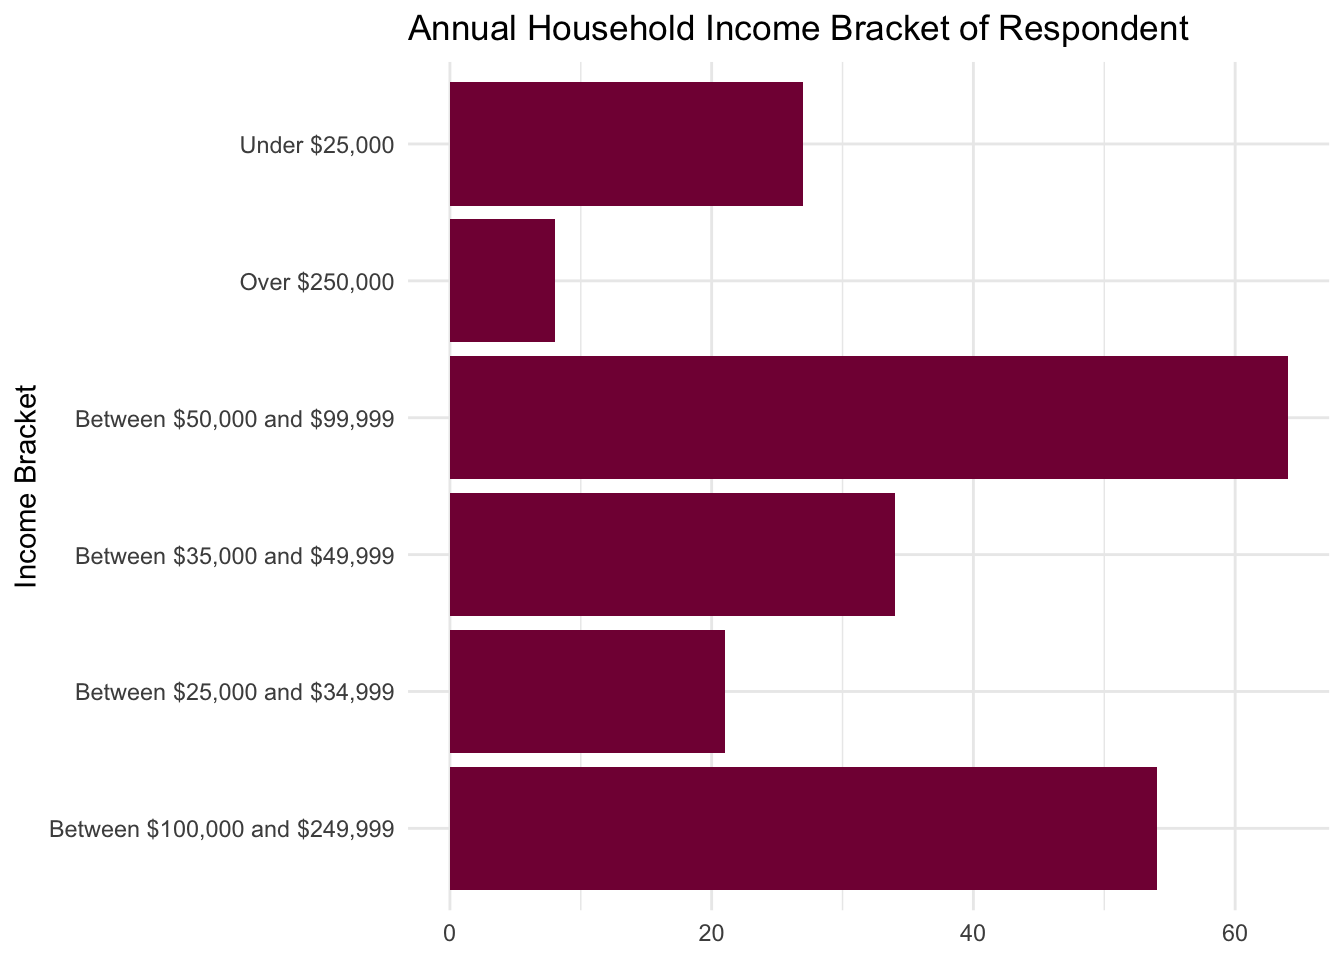 Annual Household Income Bracket of Respondent
Income Bracket
Under $25,000
Over $250,000
Between $50,000 and $99,999
Between $35,000 and $49,999
Between $25,000 and $34,999
Between $100,000 and $249,999
0 20 40 60